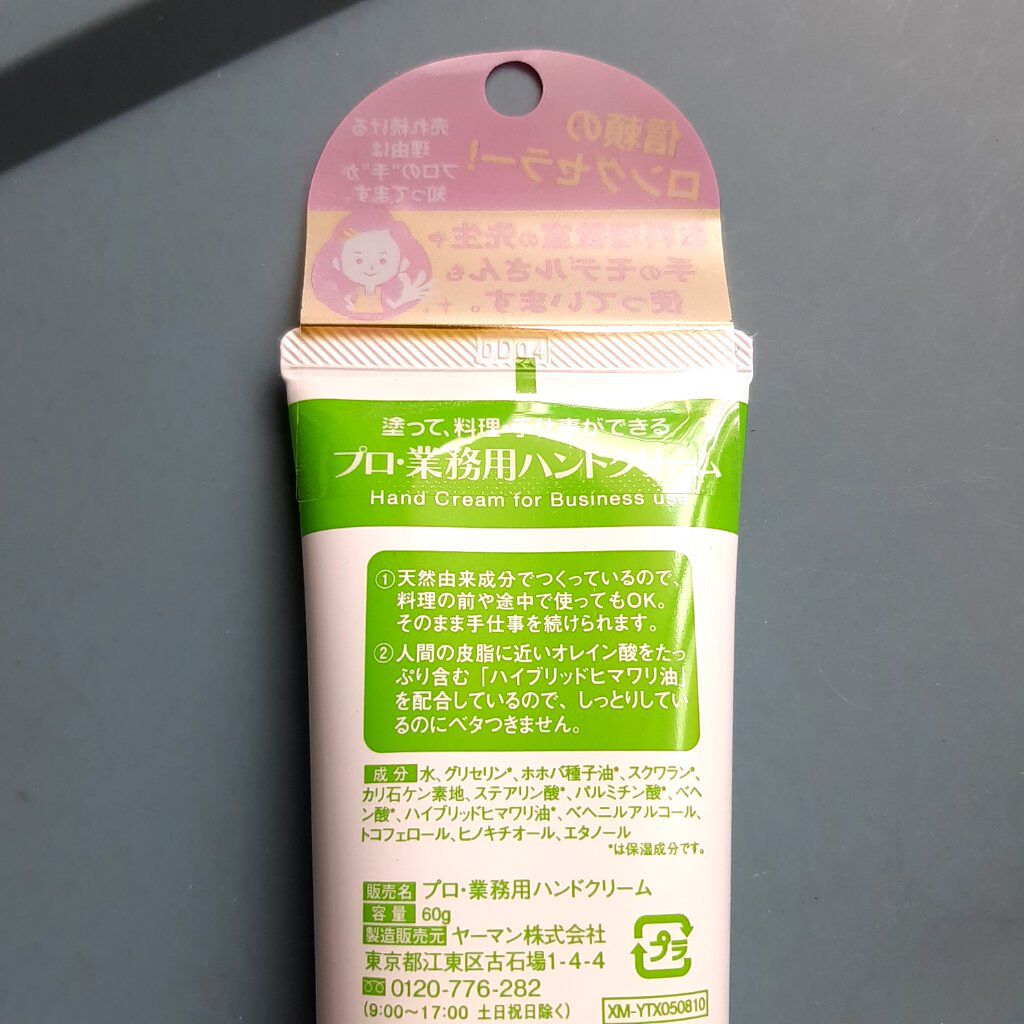 信頼の
ロングセラー!
売れ続ける
理由は
プロの"手"が
知ってます。
の先生や
手のモデルさんも
使っています。
塗って、料理・手仕事ができる
プロ・業務用ハンドクリーム
Hand Cream for Business use
①天然由来成分でつくっているので、
料理の前や途中で使ってもOK。
そのまま手仕事を続けられます。
②人間の皮脂に近いオレイン酸をたっ
ぷり含む「ハイブリッドヒマワリ油」
を配合しているので、しっとりしてい
るのにベタつきません。
成分 水、グリセリン*、ホホバ種子油*、スクワラン*、
カリ石ケン素地、ステアリン酸*、パルミチン酸*、ベヘ
ン酸*、ハイブリッドヒマワリ油*、ベヘニルアルコール、
トコフェロール、ヒノキチオール、エタノール
*は保湿成分です。
販売名 プロ・業務用ハンドクリーム
容量 60g
製造販売元 ヤーマン株式会社
東京都江東区古石場1-4-4
0120-776-282
(9:00〜17:00 土日祝日除く)
プラ
XM-YTX050810